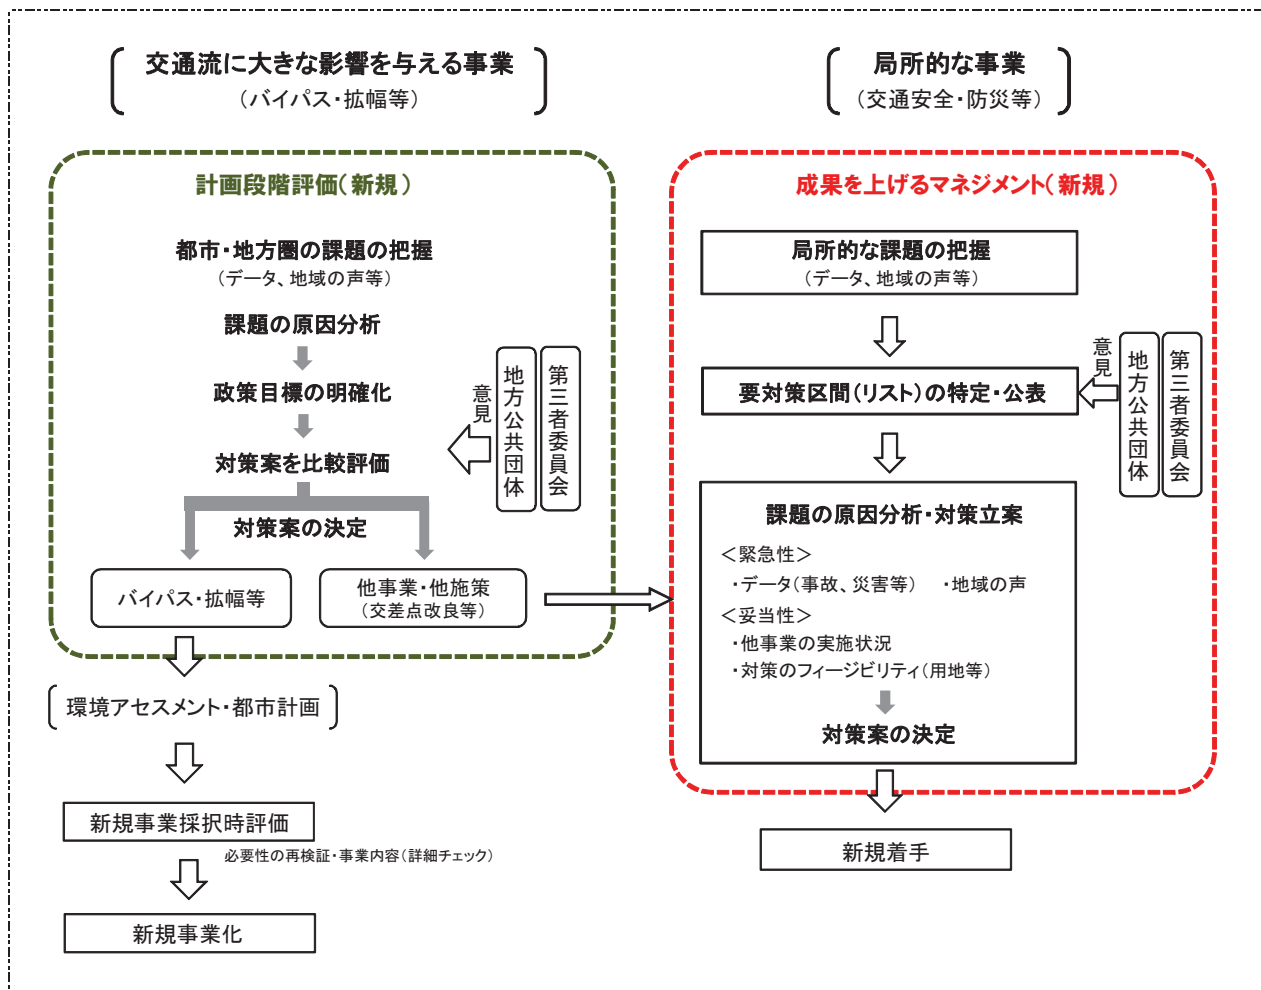 交通流に大きな影響を与える事業
（バイパス・拡幅等）
計画段階評価（新規）
都市・地方圏の課題の把握
（データ、地域の声等）
課題の原因分析
政策目標の明確化
対策案を比較評価
意見
地方公共団体
第三者委員会
対策案の決定
バイパス・拡幅等
他事業・他施策
（交差点改良等）
環境アセスメント・都市計画
新規事業採択時評価
必要性の再検証・事業内容（詳細チェック）
新規事業化
局所的な事業
（交通安全・防災等）
成果を上げるマネジメント（新規）
局所的な課題の把握
（データ、地域の声等）
要対策区間（リスト）の特定・公表
意見
地方公共団体
第三者委員会
課題の原因分析・対策立案
＜緊急性＞
・データ（事故、災害等）　・地域の声
＜妥当性＞
・他事業の実施状況
・対策のフィージビリティ（用地等）
対策案の決定
新規着手